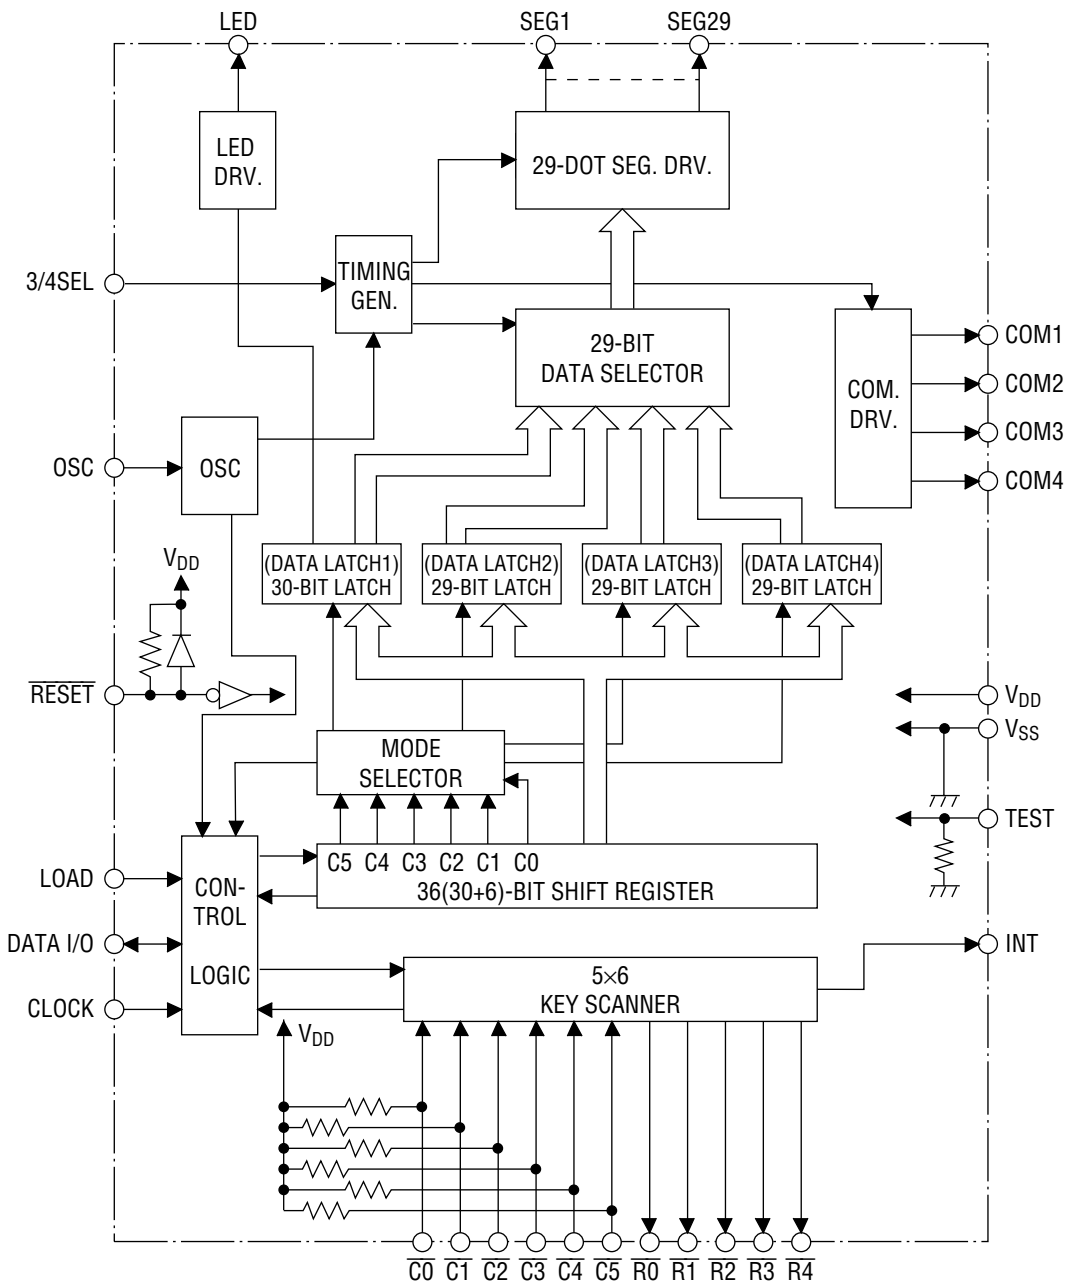 LED SEG1 SEG29
LED
DRV.
29-DOT SEG. DRV.
3/4SEL
TIMING
GEN.
29-BIT
DATA SELECTOR
COM.
DRV.
COM1
COM2
COM3
COM4
OSC
OSC
(DATA LATCH1)
30-BIT LATCH
(DATA LATCH2)
29-BIT LATCH
(DATA LATCH3)
29-BIT LATCH
(DATA LATCH4)
29-BIT LATCH
VDD
RESET
VDD
VSS
MODE
SELECTOR
TEST
C5 C4 C3 C2 C1 C0
36(30+6)-BIT SHIFT REGISTER
LOAD
DATA I/O
CLOCK
CON-
TROL
LOGIC
INT
5×6
KEY SCANNER
VDD
C0 C1 C2 C3 C4 C5 R0 R1 R2 R3 R4